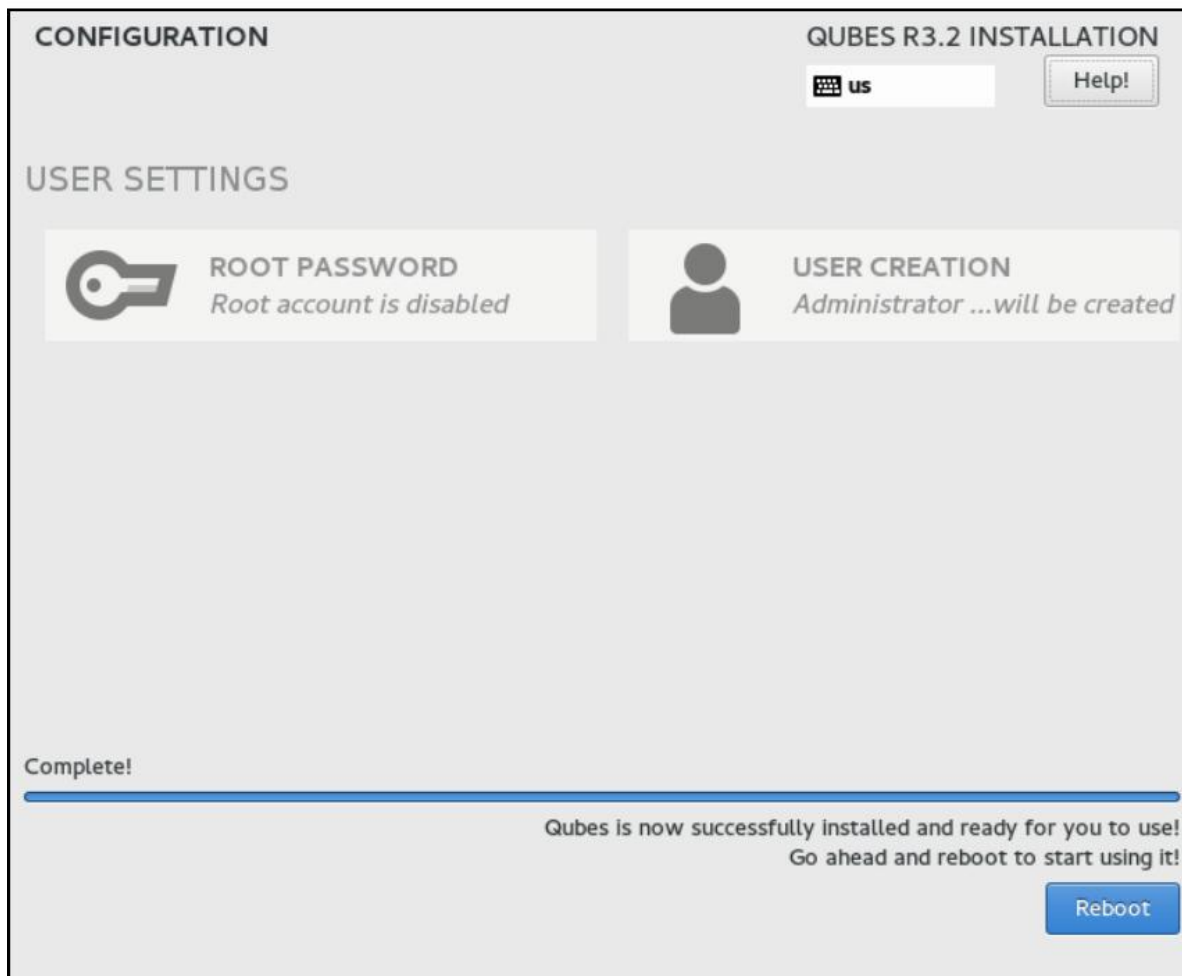 CONFIGURATION
QUBES R3.2 INSTALLATION
us
Help!
USER SETTINGS
ROOT PASSWORD
Root account is disabled
USER CREATION
Administrator ...will be created
Complete!
Qubes is now successfully installed and ready for you to use!
Go ahead and reboot to start using it!
Reboot